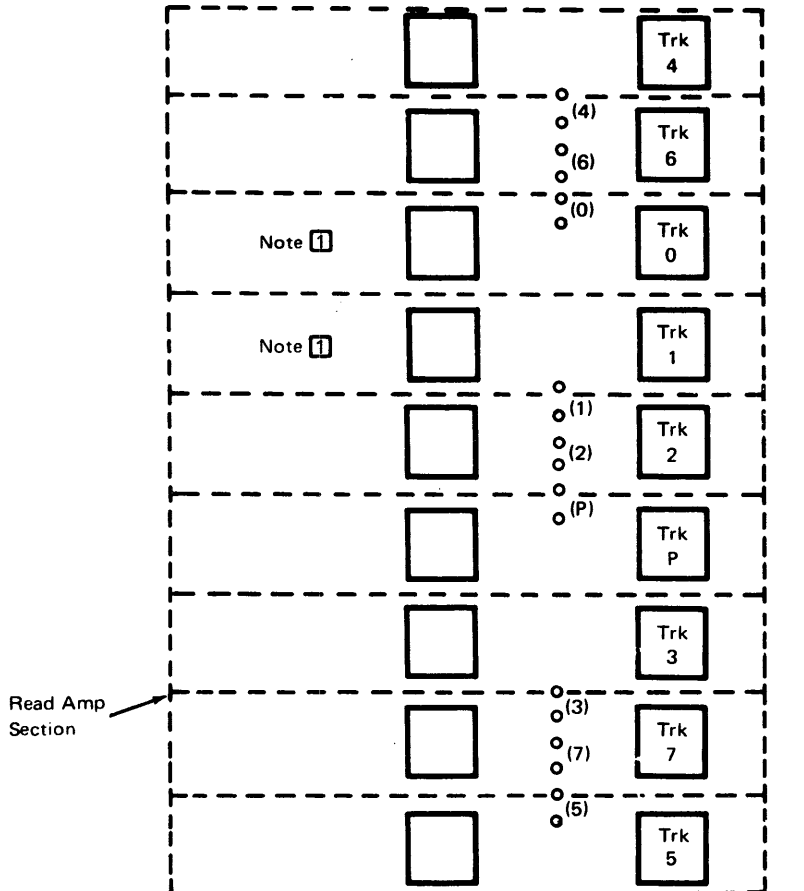 Trk
4
(4)
Trk
6
(6)
(0)
Note 1
Trk
0
Note 1
Trk
1
(1)
Trk
2
(2)
(P)
Trk
P
Trk
3
Read Amp
Section
(3)
Trk
7
(7)
(5)
Trk
5